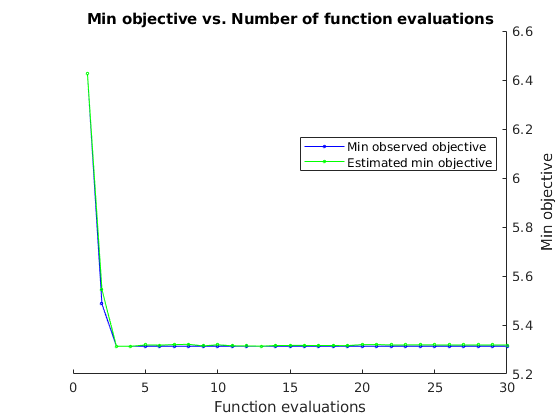 Min objective vs. Number of function evaluations
6.6
6.4
6.2
6
5.8
5.6
5.4
5.2
Min objective
Min observed objective
Estimated min objective
0 5 10 15 20 25 30
Function evaluations